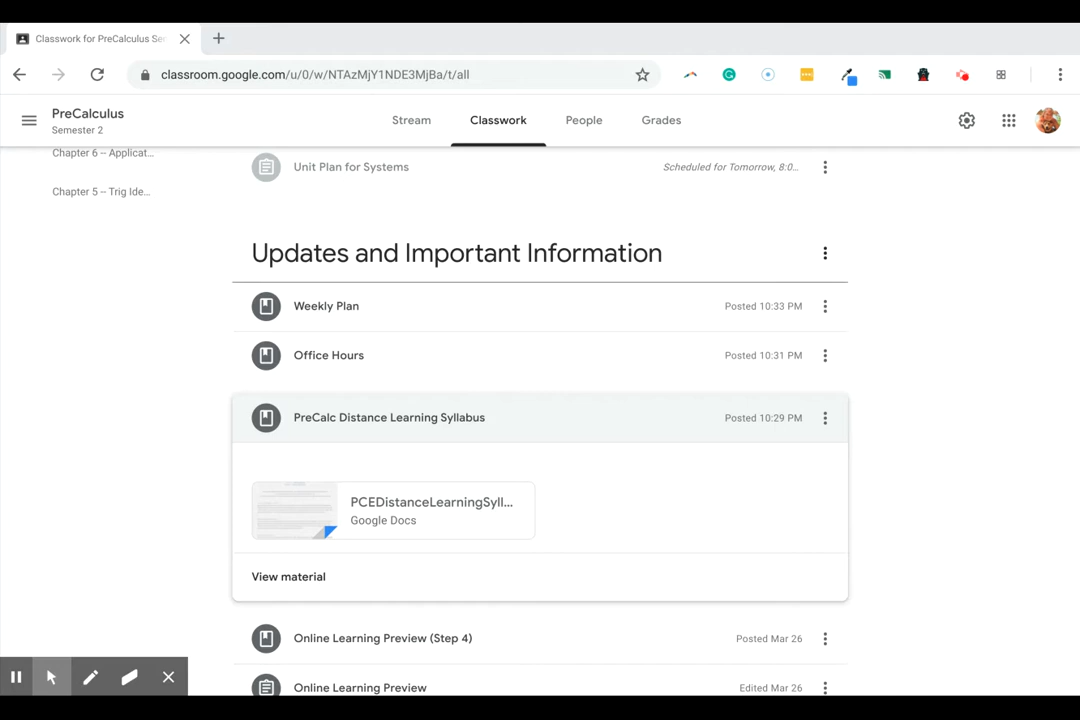 Classwork for PreCalculus Sem
classroom.google.com/u/0/w/NTAzMjY1NDE3MjBa/t/all
PreCalculus
Semester 2
Stream
Classwork
People
Grades
Chapter 6 – Applicat...
Chapter 5 – Trig Ide...
Unit Plan for Systems
Scheduled for Tomorrow, 8:0...
Updates and Important Information
Weekly Plan
Posted 10:33 PM
Office Hours
Posted 10:31 PM
PreCalc Distance Learning Syllabus
Posted 10:29 PM
PCEDistanceLearningSyll...
Google Docs
View material
Online Learning Preview (Step 4)
Posted Mar 26
Online Learning Preview
Edited Mar 26